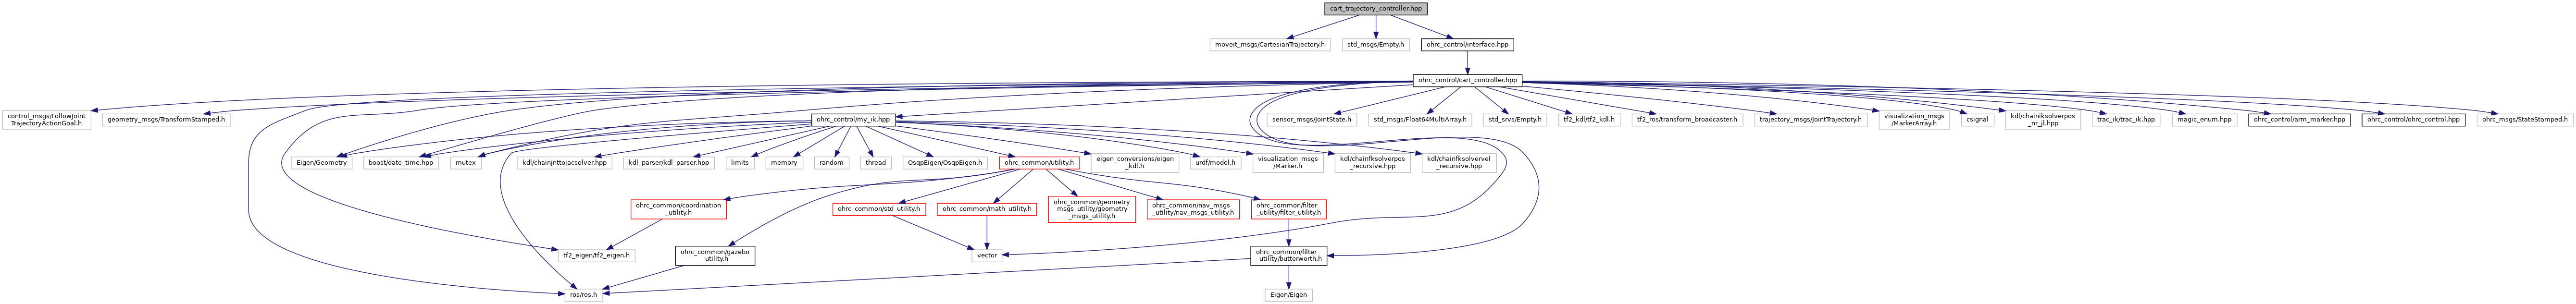 cart_trajectory_controller.hpp
moveit_msgs/CartesianTrajectory.h
std_msgs/Empty.h
ohrc_control/interface.hpp
ohrc_control/cart_controller.hpp
control_msgs/FollowJoint
TrajectoryActionGoal.h
geometry_msgs/TransformStamped.h
ohrc_control/my_ik.hpp
sensor_msgs/JointState.h
std_msgs/Float64MultiArray.h
std_srvs/Empty.h
tf2_kdl/tf2_kdl.h
tf2_ros/transform_broadcaster.h
trajectory_msgs/JointTrajectory.h
visualization_msgs
/MarkerArray.h
csignal
kdl/chainiksolverpos
_nr_jl.hpp
trac_ik/trac_ik.hpp
magic_enum.hpp
ohrc_control/arm_marker.hpp
ohrc_control/ohrc_control.hpp
ohrc_msgs/StateStamped.h
Eigen/Geometry
boost/date_time.hpp
mutex
kdl/chainjnttojacsolver.hpp
kdl_parser/kdl_parser.hpp
limits
memory
random
thread
OsqpEigen/OsqpEigen.h
ohrc_common/utility.h
eigen_conversions/eigen
_kdl.h
urdf/model.h
visualization_msgs
/Marker.h
kdl/chainfksolverpos
_recursive.hpp
kdl/chainfksolvervel
_recursive.hpp
ohrc_common/coordination
_utility.h
ohrc_common/std_utility.h
ohrc_common/math_utility.h
ohrc_common/geometry
_msgs_utility/geometry
_msgs_utility.h
ohrc_common/nav_msgs
_utility/nav_msgs_utility.h
ohrc_common/filter
_utility/filter_utility.h
tf2_eigen/tf2_eigen.h
ohrc_common/gazebo
_utility.h
vector
ohrc_common/filter
_utility/butterworth.h
ros/ros.h
Eigen/Eigen